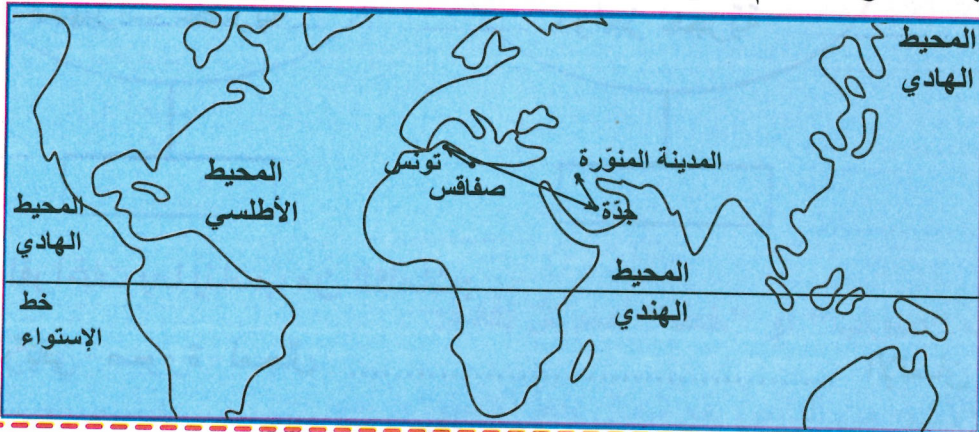 المحيط
الهادي
المدينة المنوّرة
تونس
صفاقس
جدّة
المحيط
الأطلسي
المحيط
الهادي
المحيط
الهندي
خط
الإستواء